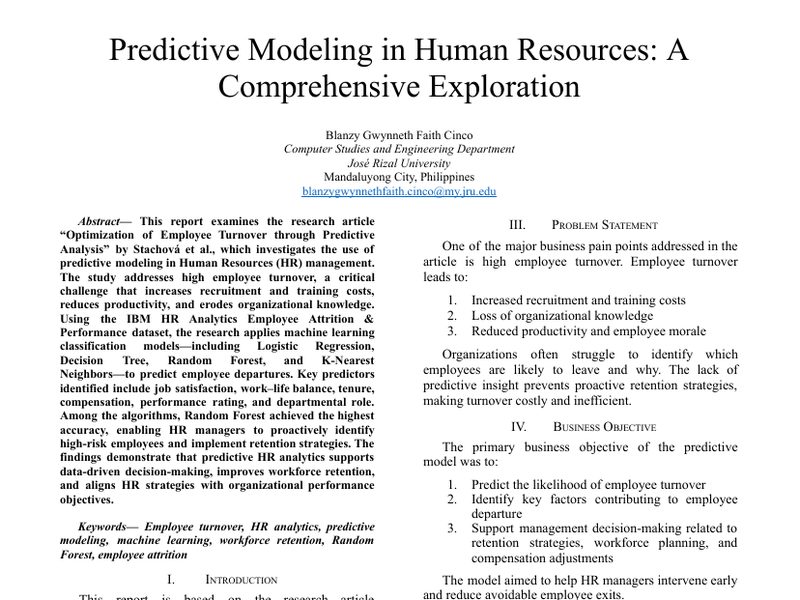 Predictive Modeling in Human Resources: A
Comprehensive Exploration
Blanzy Gwynneth Faith Cinco
Computer Studies and Engineering Department
José Rizal University
Mandaluyong City, Philippines
blanzygwynnethfaith.cinco@my.jru.edu
Abstract— This report examines the research article
“Optimization of Employee Turnover through Predictive
Analysis” by Stachová et al., which investigates the use of
predictive modeling in Human Resources (HR) management.
The study addresses high employee turnover, a critical
challenge that increases recruitment and training costs,
reduces productivity, and erodes organizational knowledge.
Using the IBM HR Analytics Employee Attrition &
Performance dataset, the research applies machine learning
classification models—including Logistic Regression,
Decision Tree, Random Forest, and K-Nearest
Neighbors—to predict employee departures. Key predictors
identified include job satisfaction, work–life balance, tenure,
compensation, performance rating, and departmental role.
Among the algorithms, Random Forest achieved the highest
accuracy, enabling HR managers to proactively identify
high-risk employees and implement retention strategies. The
findings demonstrate that predictive HR analytics supports
data-driven decision-making, improves workforce retention,
and aligns HR strategies with organizational performance
objectives.
Keywords— Employee turnover, HR analytics, predictive
modeling, machine learning, workforce retention, Random
Forest, employee attrition
I. Introduction
This report is based on the research article
III. Problem Statement
One of the major business pain points addressed in the
article is high employee turnover. Employee turnover
leads to:
1. Increased recruitment and training costs
2. Loss of organizational knowledge
3. Reduced productivity and employee morale
Organizations often struggle to identify which
employees are likely to leave and why. The lack of
predictive insight prevents proactive retention strategies,
making turnover costly and inefficient.
IV. Business Objective
The primary business objective of the predictive
model was to:
1. Predict the likelihood of employee turnover
2. Identify key factors contributing to employee
departure
3. Support management decision-making related to
retention strategies, workforce planning, and
compensation adjustments
The model aimed to help HR managers intervene early
and reduce avoidable employee exits.